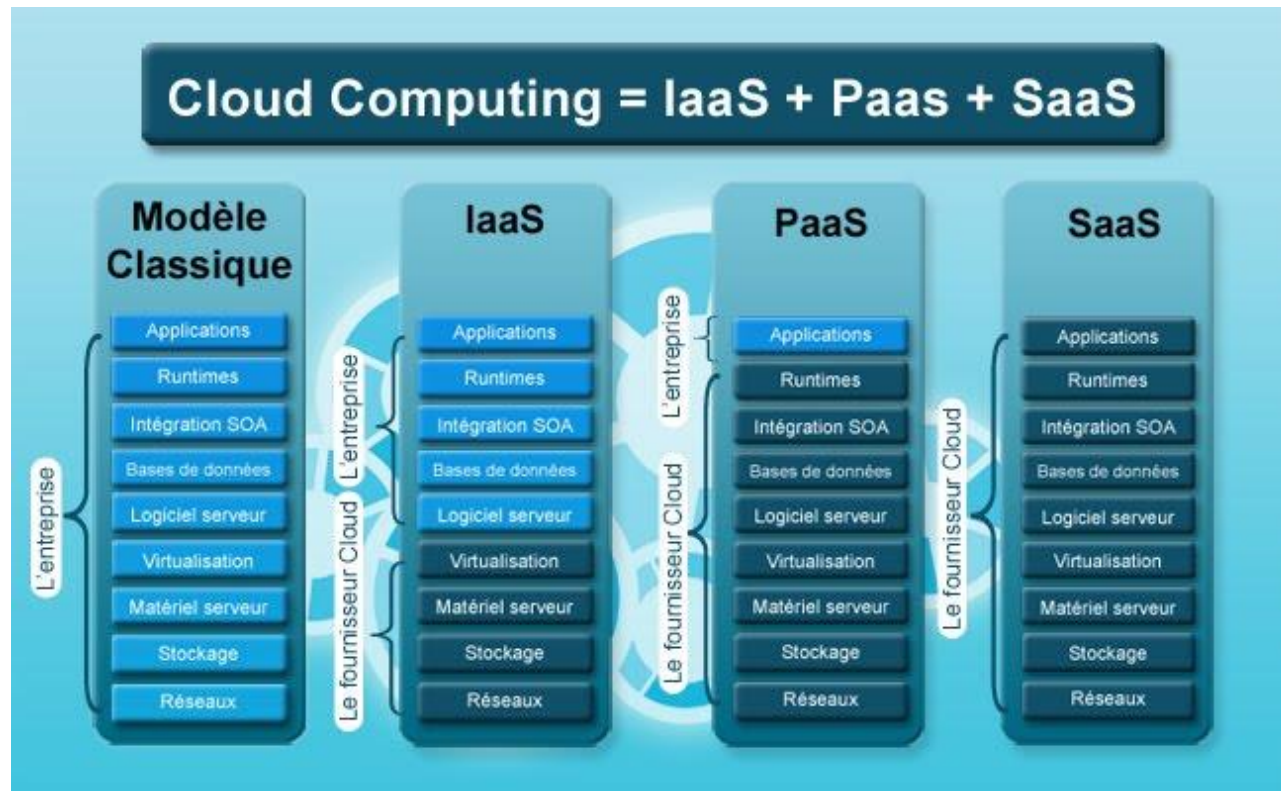 Cloud Computing = IaaS + Paas + SaaS
Modèle
Classique
L'entreprise
Applications
Runtimes
Intégration SOA
Bases de données
Logiciel serveur
Virtualisation
Matériel serveur
Stockage
Réseaux
IaaS
L'entreprise
Le fournisseur Cloud
Applications
Runtimes
Intégration SOA
Bases de données
Logiciel serveur
Virtualisation
Matériel serveur
Stockage
Réseaux
PaaS
L'entreprise
Le fournisseur Cloud
Applications
Runtimes
Intégration SOA
Bases de données
Logiciel serveur
Virtualisation
Matériel serveur
Stockage
Réseaux
SaaS
Le fournisseur Cloud
Applications
Runtimes
Intégration SOA
Bases de données
Logiciel serveur
Virtualisation
Matériel serveur
Stockage
Réseaux